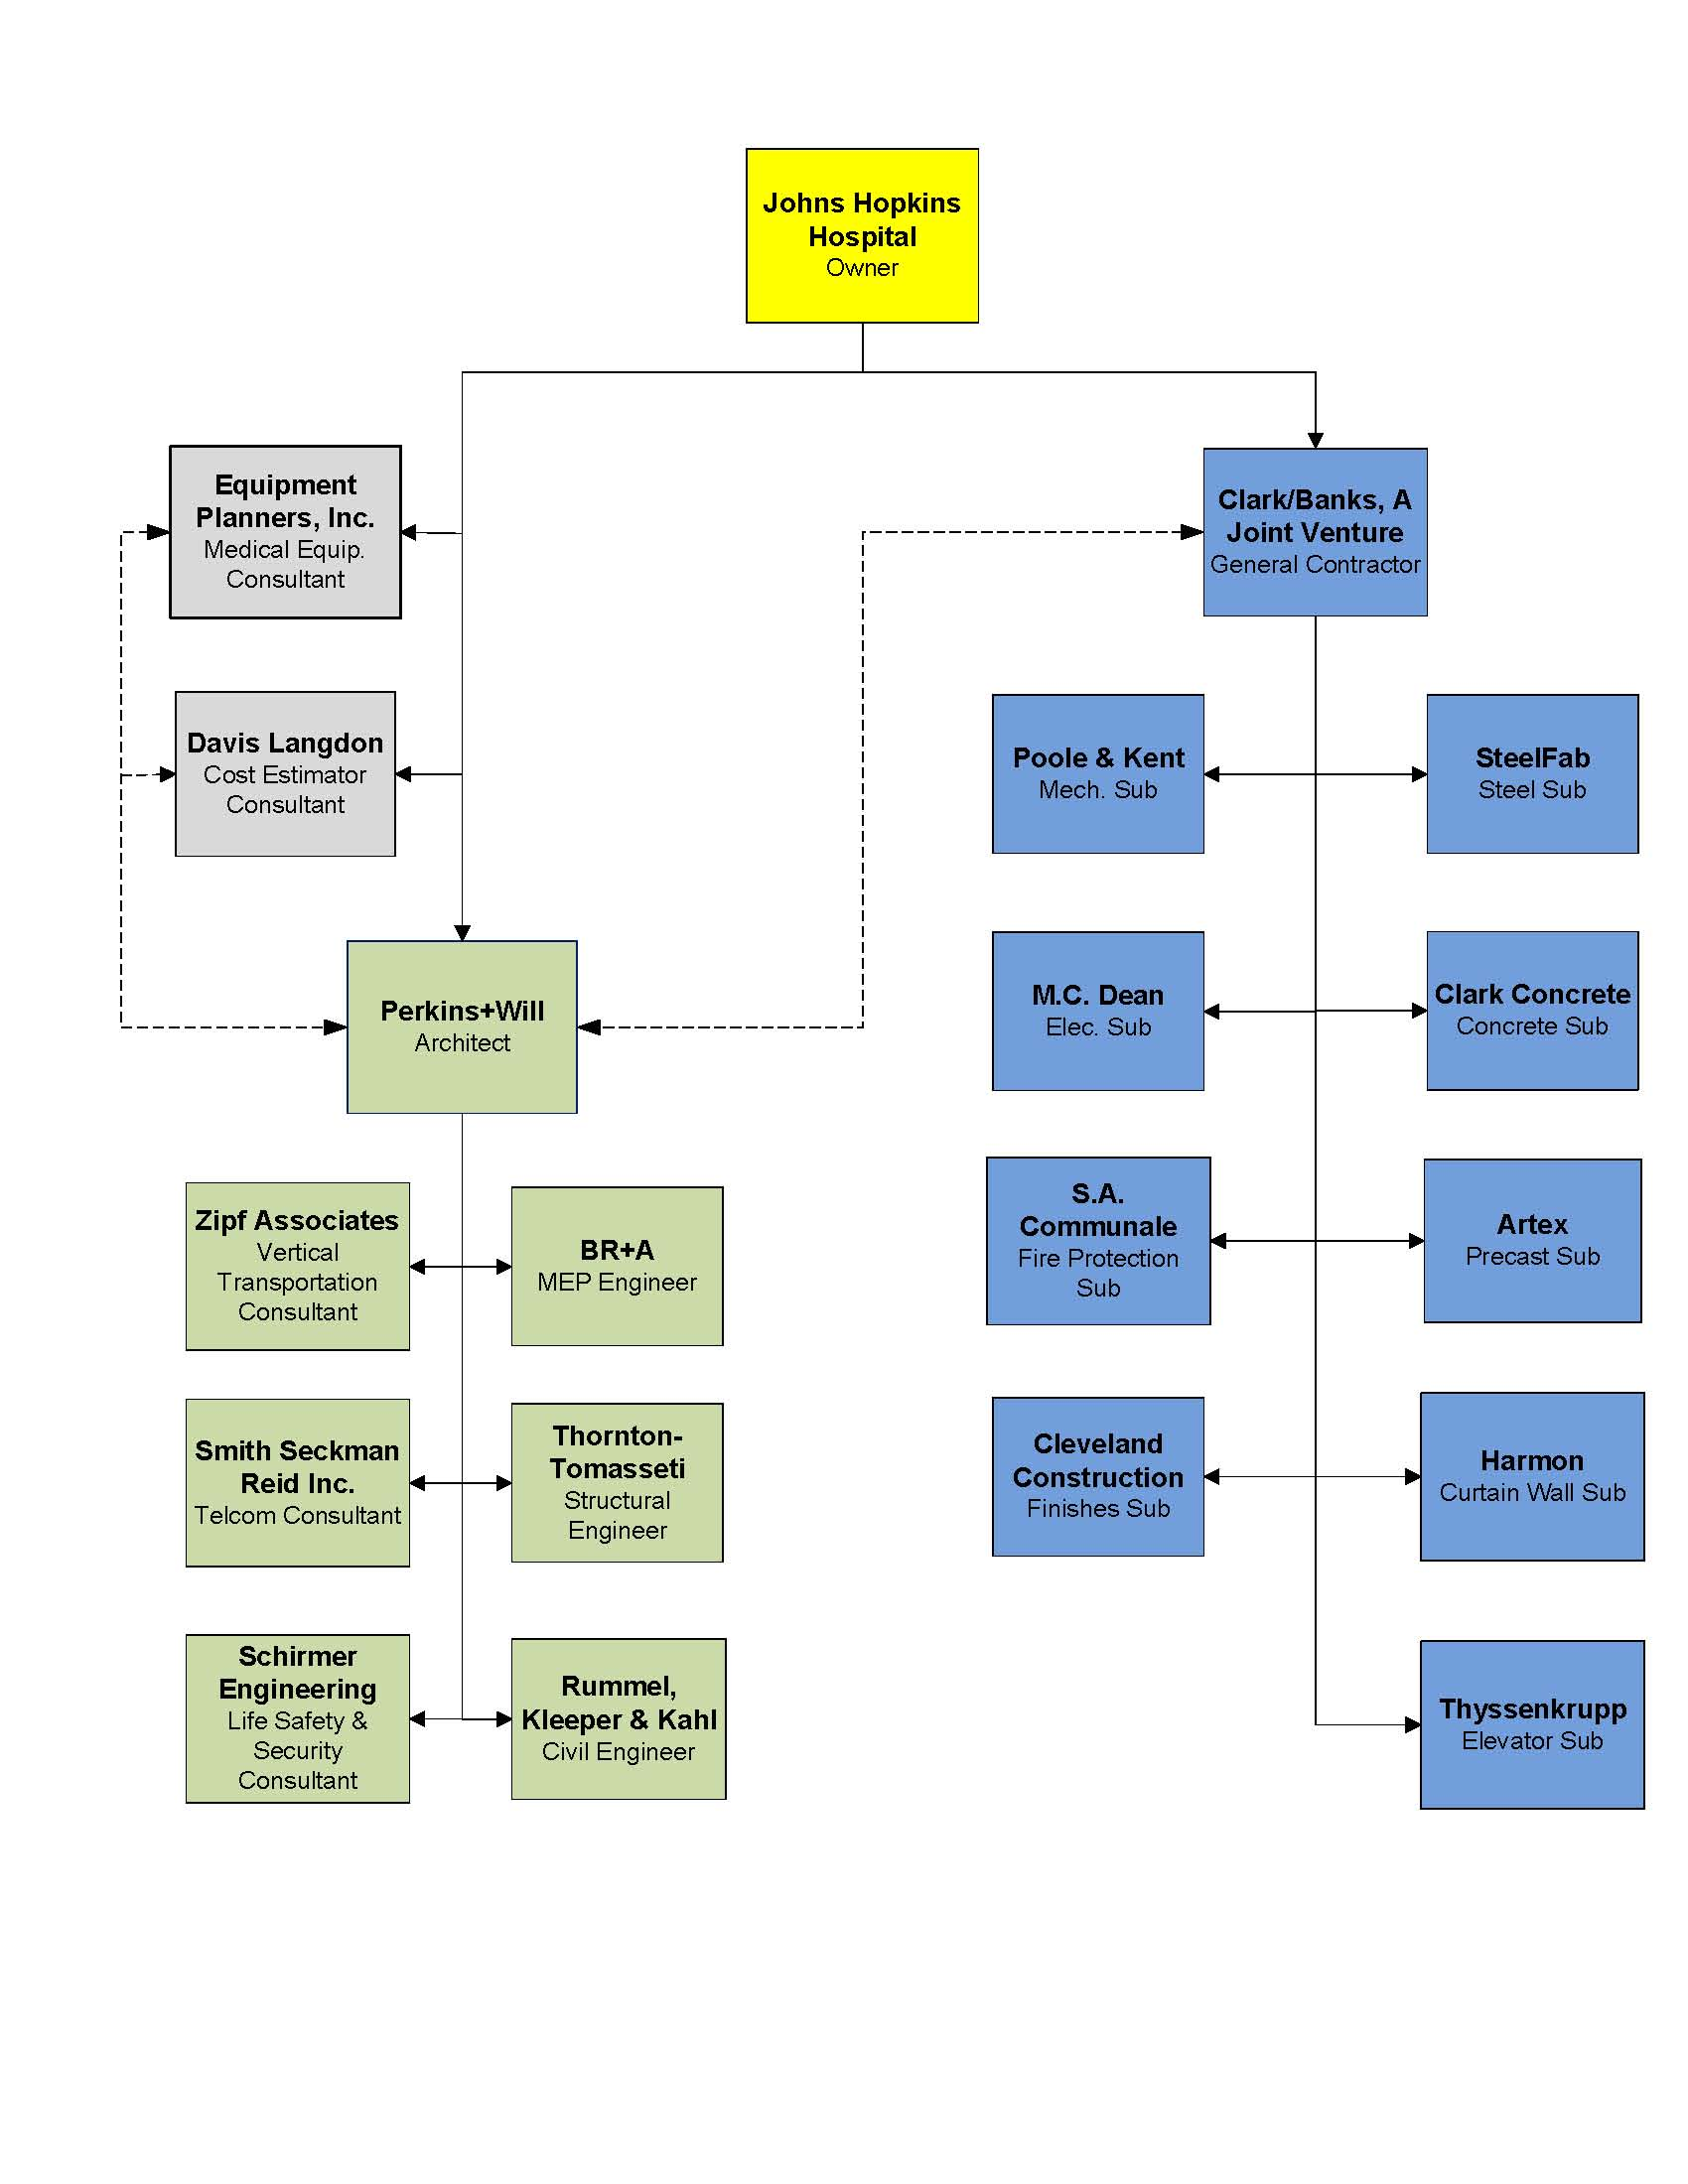 Johns Hopkins
Hospital
Owner
Equipment
Planners, Inc.
Medical Equip.
Consultant
Clark/Banks, A
Joint Venture
General Contractor
Davis Langdon
Cost Estimator
Consultant
Poole & Kent
Mech. Sub
SteelFab
Steel Sub
Perkins+Will
Architect
M.C. Dean
Elec. Sub
Clark Concrete
Concrete Sub
Zipf Associates
Vertical
Transportation
Consultant
BR+A
MEP Engineer
S.A.
Communale
Fire Protection
Sub
Artex
Precast Sub
Smith Seckman
Reid Inc.
Telcom Consultant
Thornton-
Tomasseti
Structural
Engineer
Cleveland
Construction
Finishes Sub
Harmon
Curtain Wall Sub
Schirmer
Engineering
Life Safety &
Security
Consultant
Rummel,
Kleeper & Kahl
Civil Engineer
Thyssenkrupp
Elevator Sub